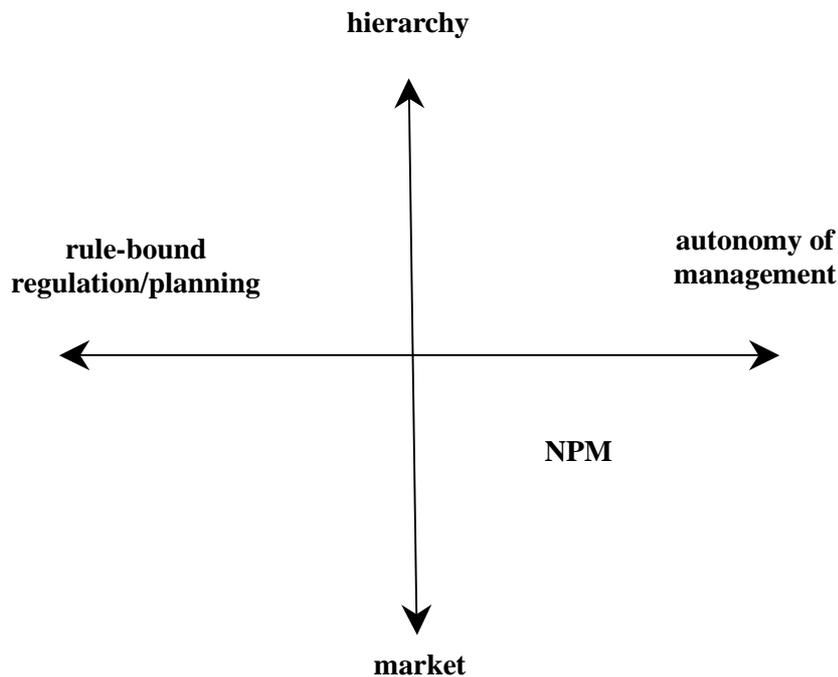 hierarchy
rule-bound
regulation/planning
autonomy of
management
NPM
market